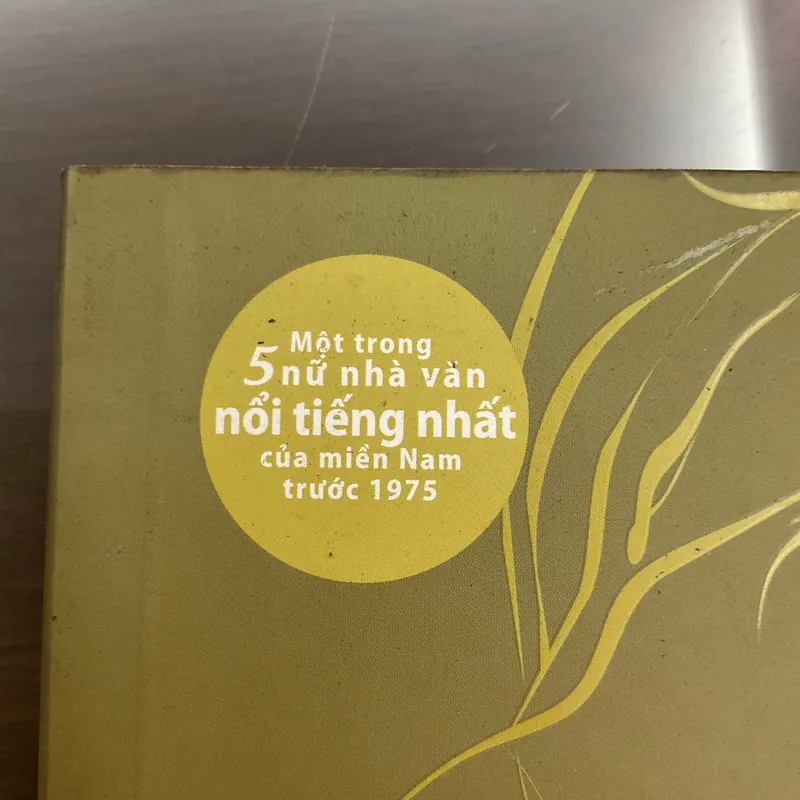 Một trong
5 nữ nhà văn
nổi tiếng nhất
của miền Nam
trước 1975